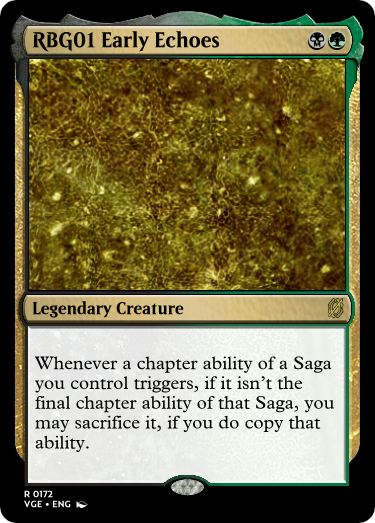 RBG01 Early Echoes
Legendary Creature
Whenever a chapter ability of a Saga
you control triggers, if it isn't the
final chapter ability of that Saga, you
may sacrifice it, if you do copy that
ability.
R 0172
VGE • ENG